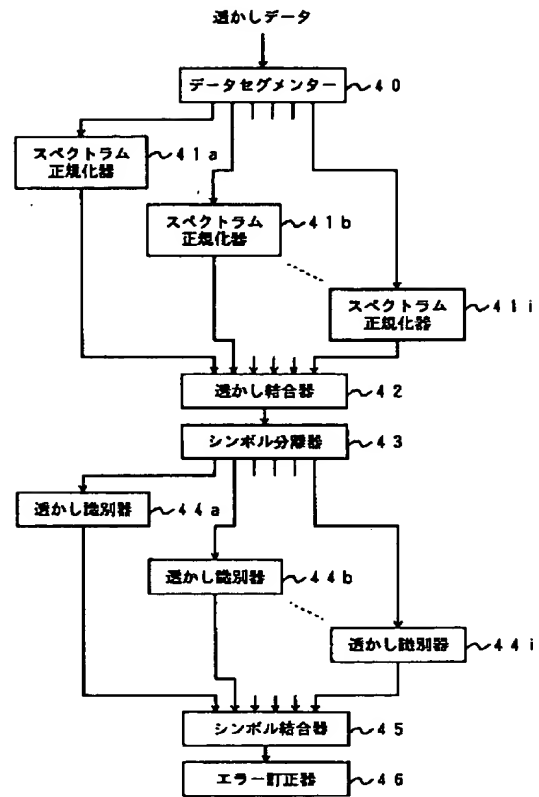 透かしデータ
データセグメンター 40
スペクトラム
正規化器 41a
スペクトラム
正規化器 41b
スペクトラム
正規化器 41i
透かし結合器 42
シンボル分離器 43
透かし識別器 44a
透かし識別器 44b
透かし識別器 44i
シンボル結合器 45
エラー訂正器 46